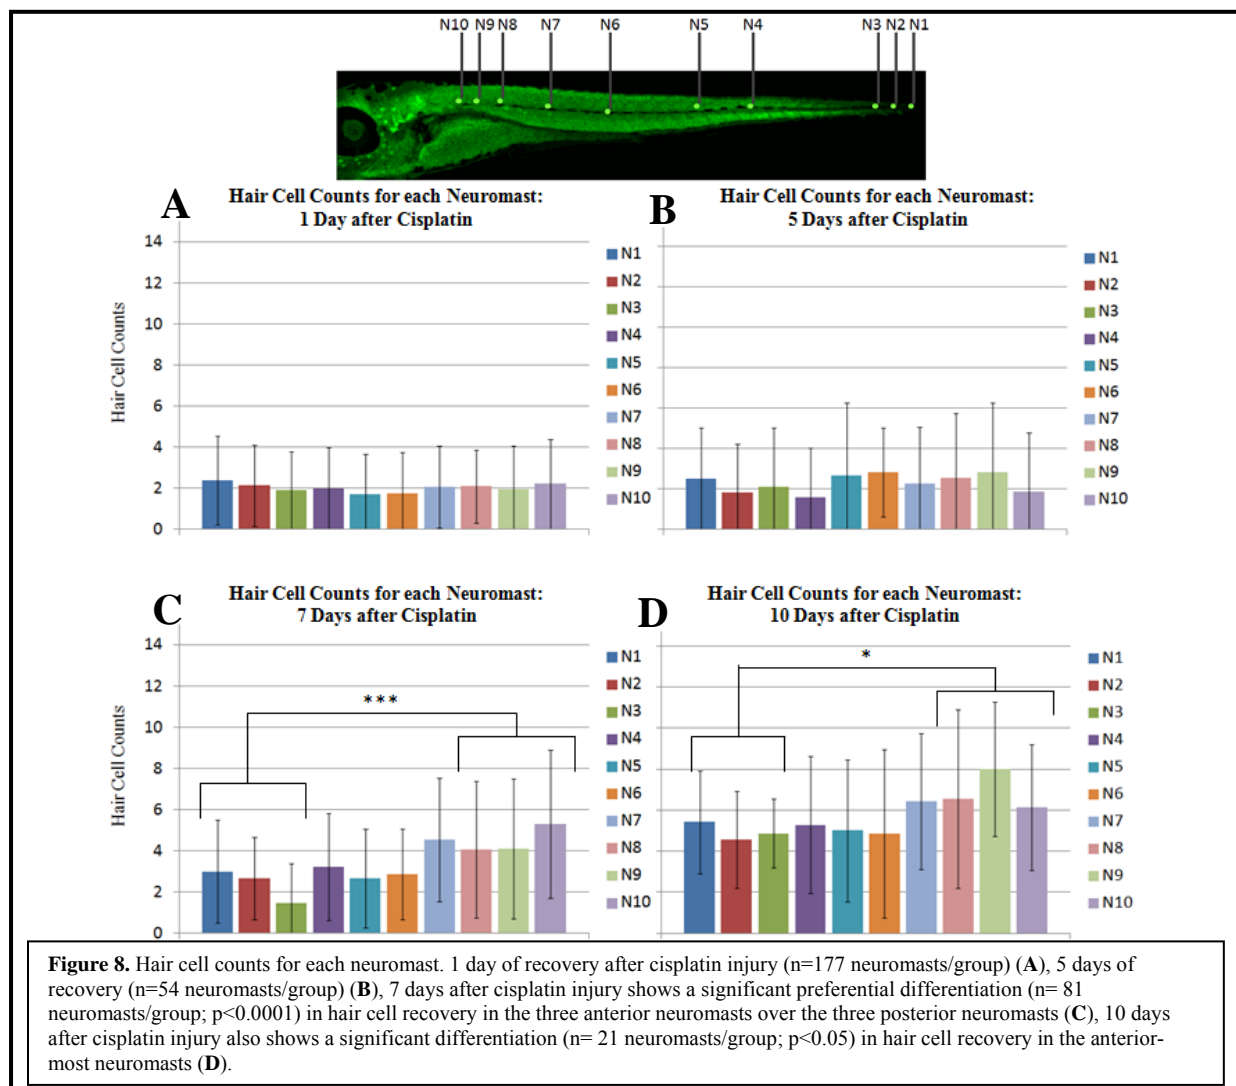 N10 N9 N8 N7 N6 N5 N4 N3 N2 N1
A
Hair Cell Counts for each Neuromast:
1 Day after Cisplatin
Hair Cell Counts
14
12
10
8
6
4
2
0
N1
N2
N3
N4
N5
N6
N7
N8
N9
N10
B
Hair Cell Counts for each Neuromast:
5 Days after Cisplatin
N1
N2
N3
N4
N5
N6
N7
N8
N9
N10
C
Hair Cell Counts for each Neuromast:
7 Days after Cisplatin
Hair Cell Counts
14
12
10
8
6
4
2
0
***
N1
N2
N3
N4
N5
N6
N7
N8
N9
N10
D
Hair Cell Counts for each Neuromast:
10 Days after Cisplatin
*
N1
N2
N3
N4
N5
N6
N7
N8
N9
N10
Figure 8. Hair cell counts for each neuromast. 1 day of recovery after cisplatin injury (n=177 neuromasts/group) (A), 5 days of
recovery (n=54 neuromasts/group) (B), 7 days after cisplatin injury shows a significant preferential differentiation (n= 81
neuromasts/group; p<0.0001) in hair cell recovery in the three anterior neuromasts over the three posterior neuromasts (C), 10 days
after cisplatin injury also shows a significant differentiation (n= 21 neuromasts/group; p<0.05) in hair cell recovery in the anterior-
most neuromasts (D).